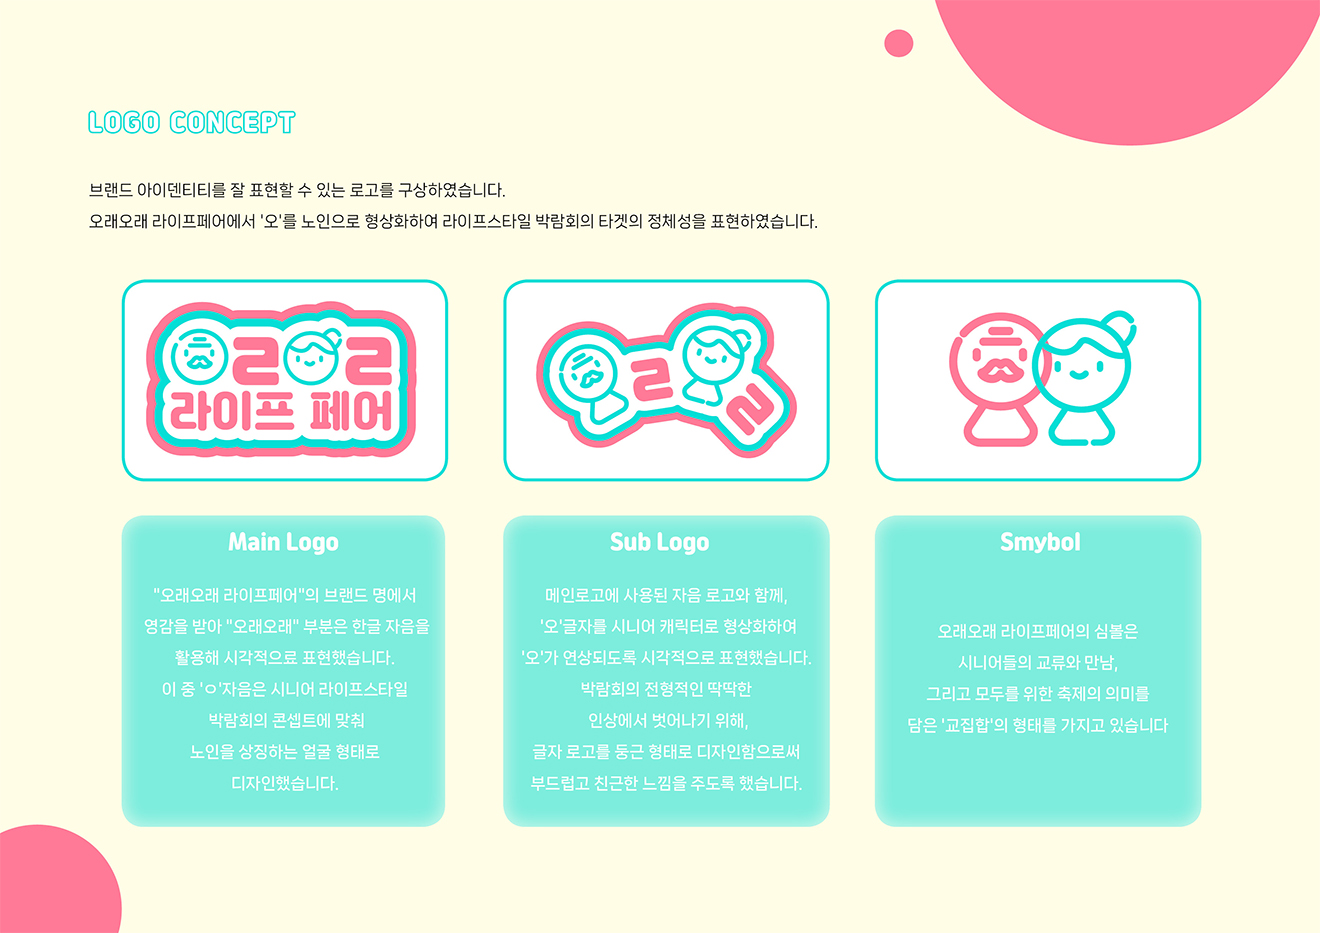 LOGO CONCEPT
브랜드 아이덴티티를 잘 표현할 수 있는 로고를 구상하였습니다.
오래오래 라이프페어에서 '오'를 노인으로 형상화하여 라이프스타일 박람회의 타겟의 정체성을 표현하였습니다.
ㄹㄹ
라이프 페어
ㄹ
ㄹ
Main Logo
"오래오래 라이프페어"의 브랜드 명에서
영감을 받아 "오래오래" 부분은 한글 자음을
활용해 시각적으로 표현했습니다.
이 중 'ㅇ'자음은 시니어 라이프스타일
박람회의 콘셉트에 맞춰
노인을 상징하는 얼굴 형태로
디자인했습니다.
Sub Logo
메인로고에 사용된 자음 로고와 함께,
'오'글자를 시니어 캐릭터로 형상화하여
'오'가 연상되도록 시각적으로 표현했습니다.
박람회의 전형적인 딱딱한
인상에서 벗어나기 위해,
글자 로고를 둥근 형태로 디자인함으로써
부드럽고 친근한 느낌을 주도록 했습니다.
Smybol
오래오래 라이프페어의 심볼은
시니어들의 교류와 만남,
그리고 모두를 위한 축제의 의미를
담은 '교집합'의 형태를 가지고 있습니다